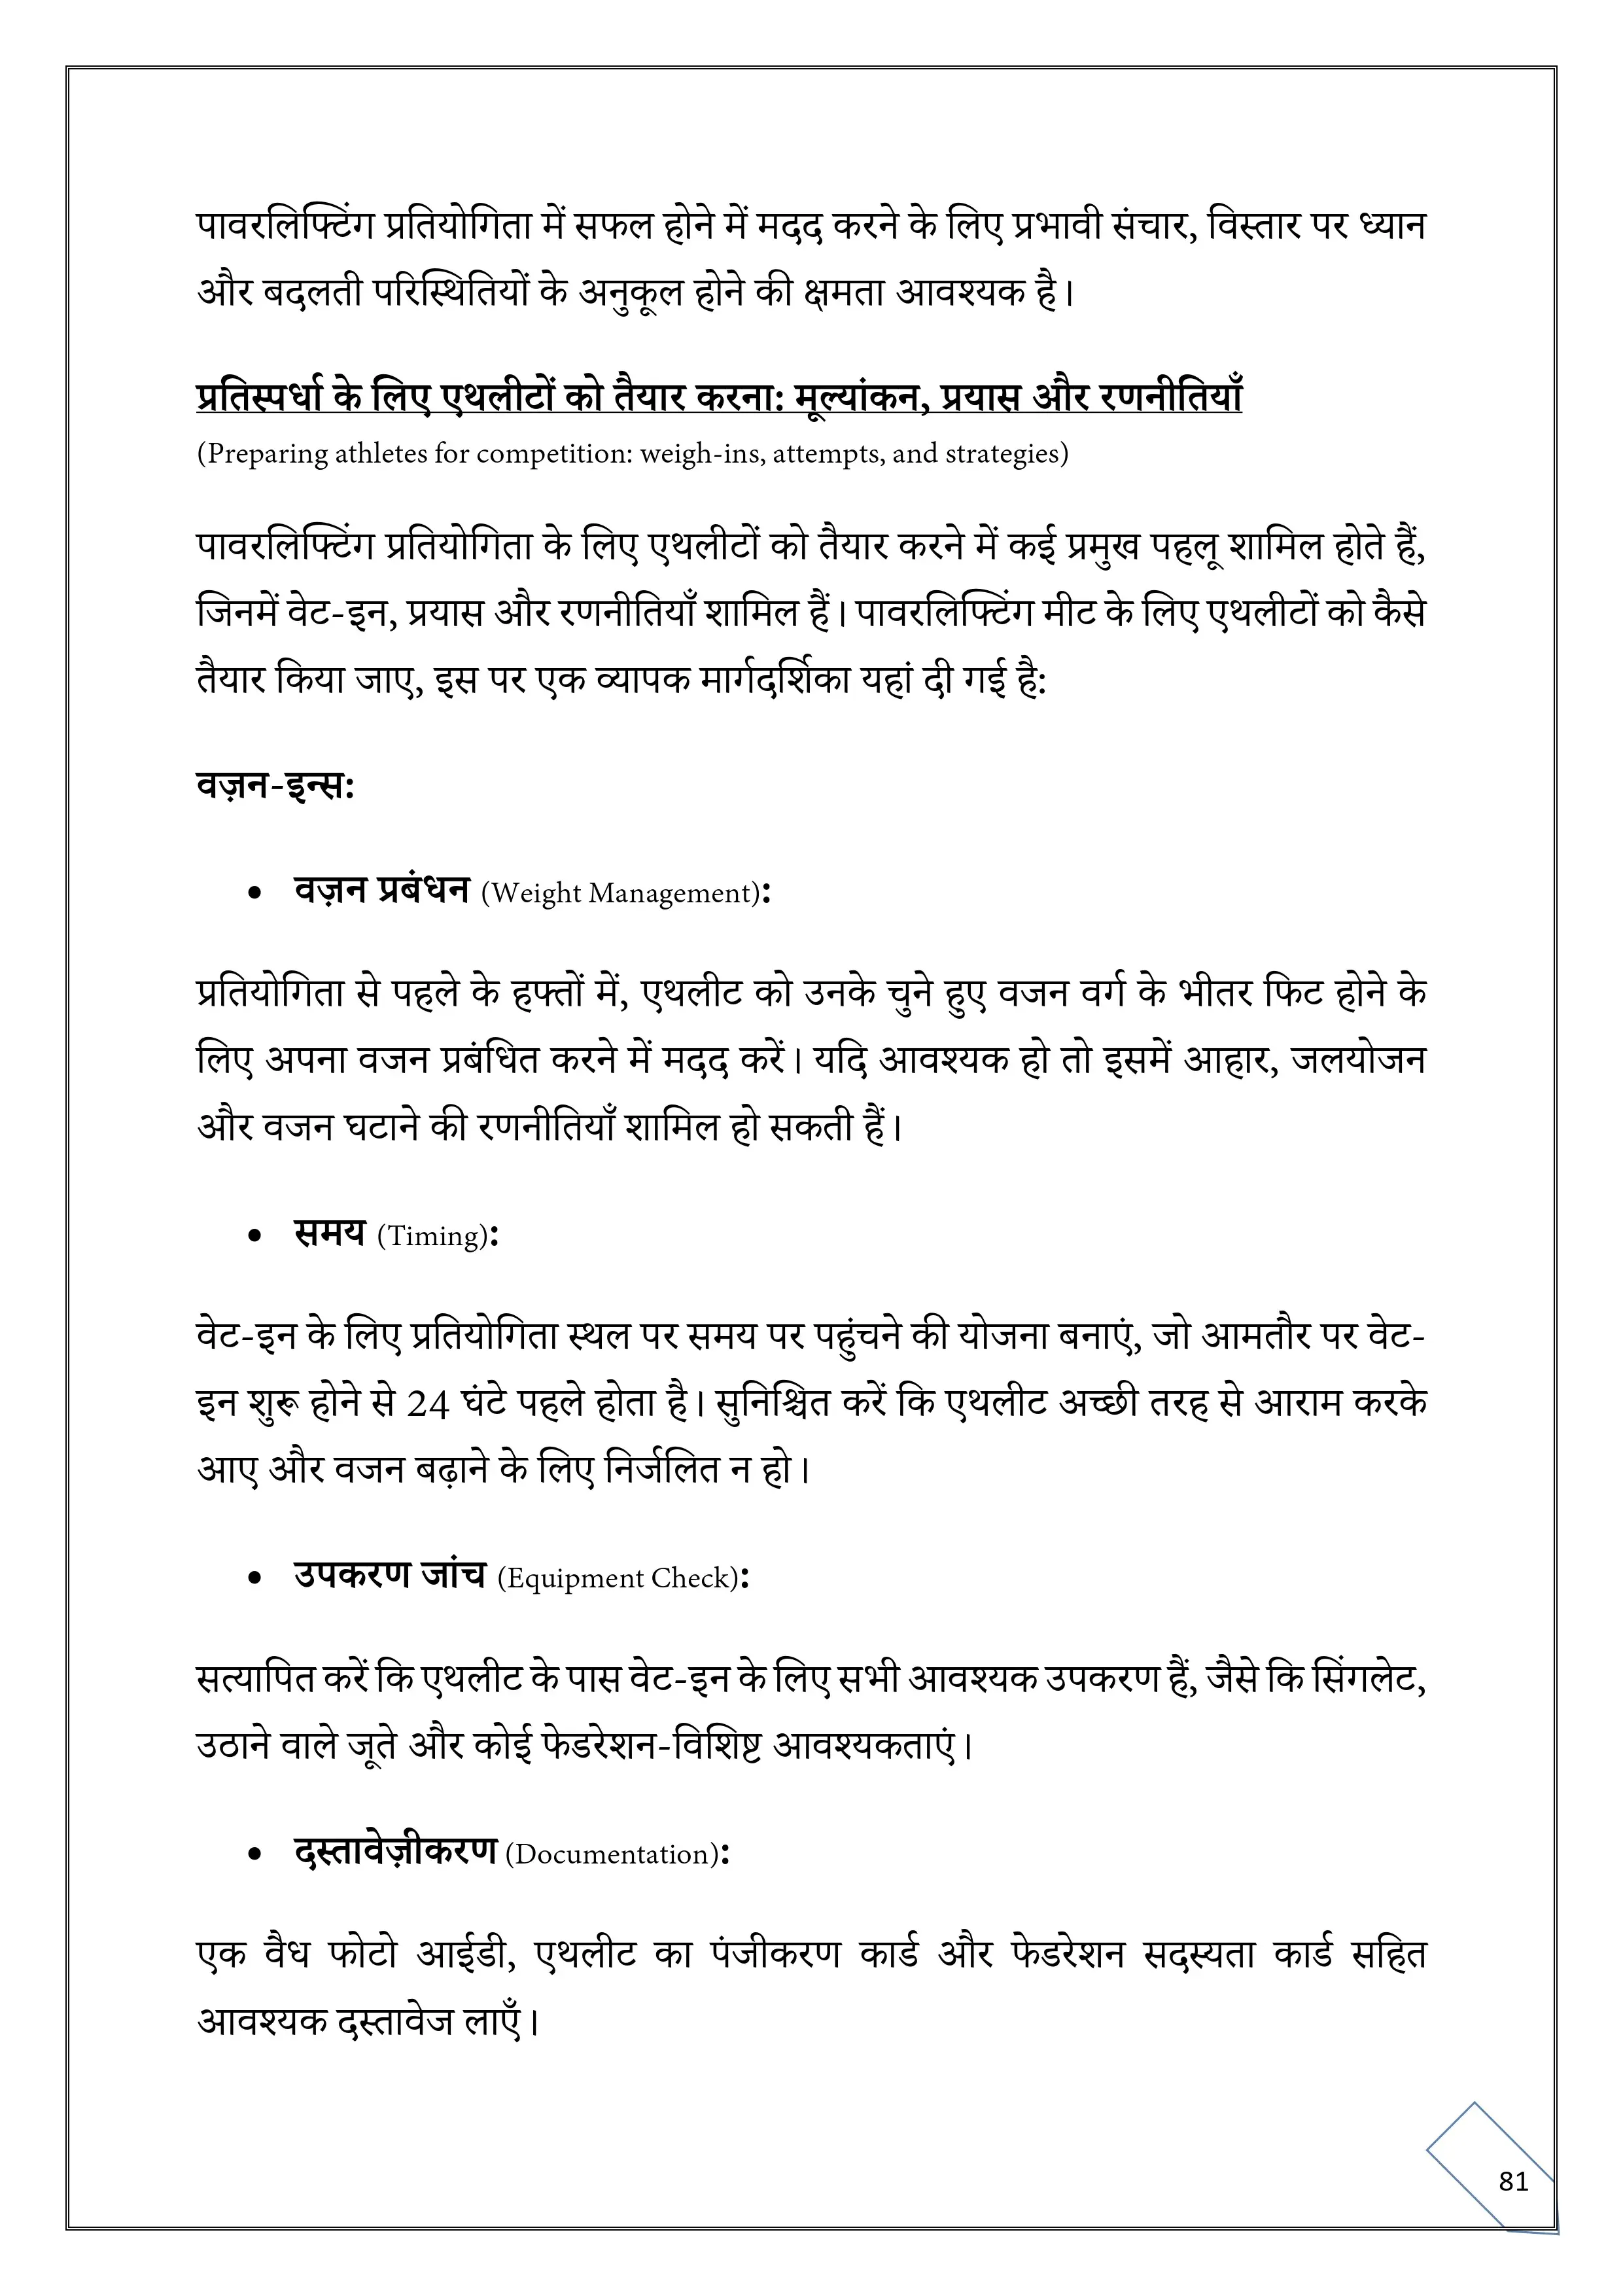 पावरलिफ्टिंग प्रतियोगिता में सफल होने में मदद करने के लिए प्रभावी संचार, विस्तार पर ध्यान
और बदलती परिस्थितियों के अनुकूल होने की क्षमता आवश्यक है।
प्रतिस्पर्धा के लिए एथलीटों को तैयार करना: मूल्यांकन, प्रयास और रणनीतियाँ
(Preparing athletes for competition: weigh-ins, attempts, and strategies)
पावरलिफ्टिंग प्रतियोगिता के लिए एथलीटों को तैयार करने में कई प्रमुख पहलू शामिल होते हैं,
जिनमें वेट-इन, प्रयास और रणनीतियाँ शामिल हैं। पावरलिफ्टिंग मीट के लिए एथलीटों को कैसे
तैयार किया जाए, इस पर एक व्यापक मार्गदर्शिका यहां दी गई है:
वज़न-इन्स:
• वज़न प्रबंधन (Weight Management):
प्रतियोगिता से पहले के हफ्तों में, एथलीट को उनके चुने हुए वजन वर्ग के भीतर फिट होने के
लिए अपना वजन प्रबंधित करने में मदद करें। यदि आवश्यक हो तो इसमें आहार, जलयोजन
और वजन घटाने की रणनीतियाँ शामिल हो सकती हैं।
• समय (Timing):
वेट-इन के लिए प्रतियोगिता स्थल पर समय पर पहुंचने की योजना बनाएं, जो आमतौर पर वेट-
इन शुरू होने से 24 घंटे पहले होता है। सुनिश्चित करें कि एथलीट अच्छी तरह से आराम करके
आए और वजन बढ़ाने के लिए निर्जलित न हो।
• उपकरण जांच (Equipment Check):
सत्यापित करें कि एथलीट के पास वेट-इन के लिए सभी आवश्यक उपकरण हैं, जैसे कि सिंगलेट,
उठाने वाले जूते और कोई फेडरेशन-विशिष्ट आवश्यकताएं।
• दस्तावेज़ीकरण (Documentation):
एक वैध फोटो आईडी, एथलीट का पंजीकरण कार्ड और फेडरेशन सदस्यता कार्ड सहित
आवश्यक दस्तावेज लाएँ।
81